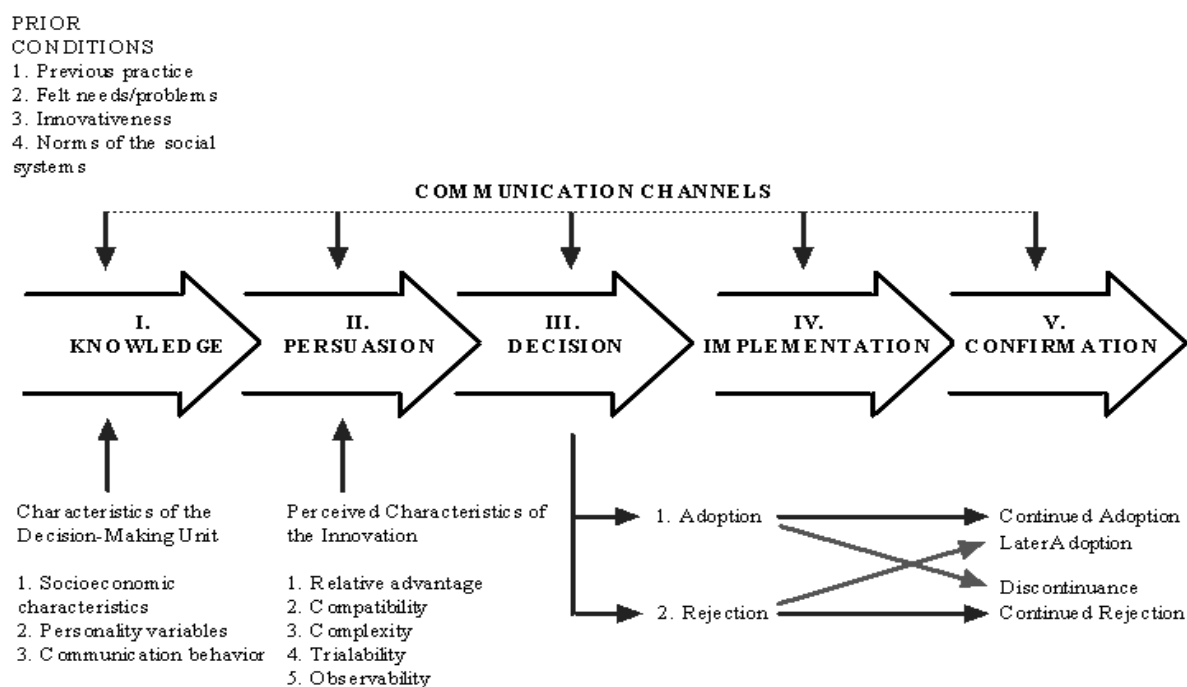 PRIOR
CONDITIONS
1. Previous practice
2. Felt needs/problems
3. Innovativeness
4. Norms of the social
systems
COMMUNICATION CHANNELS
I.
KNOWLEDGE
II.
PERSUASION
III.
DECISION
IV.
IMPLEMENTATION
V.
CONFIRMATION
Characteristics of the
Decision-Making Unit
1. Socioeconomic
characteristics
2. Personality variables
3. Communication behavior
Perceived Characteristics of
the Innovation
1. Relative advantage
2. Compatibility
3. Complexity
4. Trialability
5. Observability
1. Adoption
2. Rejection
Continued Adoption
Later Adoption
Discontinuance
Continued Rejection